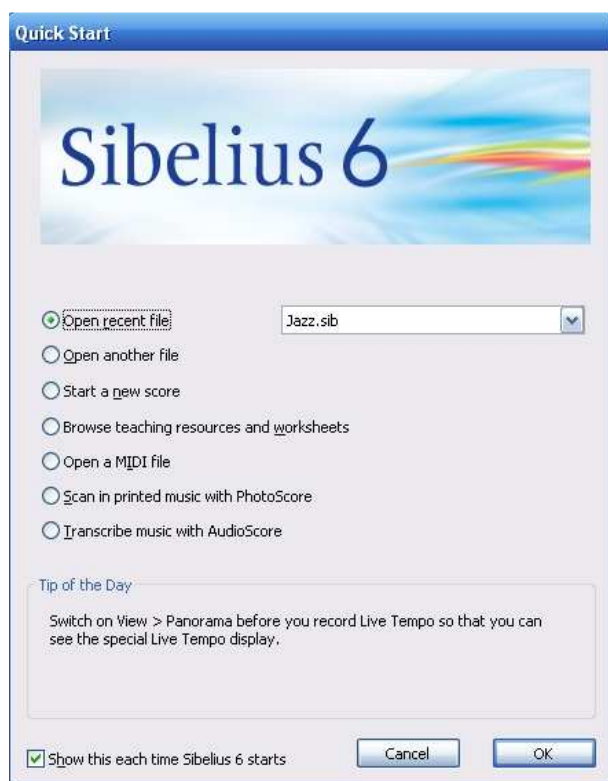 Quick Start
Sibelius 6
Open recent file
Jazz.sib
Open another file
Start a new score
Browse teaching resources and worksheets
Open a MIDI file
Scan in printed music with PhotoScore
Transcribe music with AudioScore
Tip of the Day
Switch on View > Panorama before you record Live Tempo so that you can
see the special Live Tempo display.
Show this each time Sibelius 6 starts
Cancel
OK